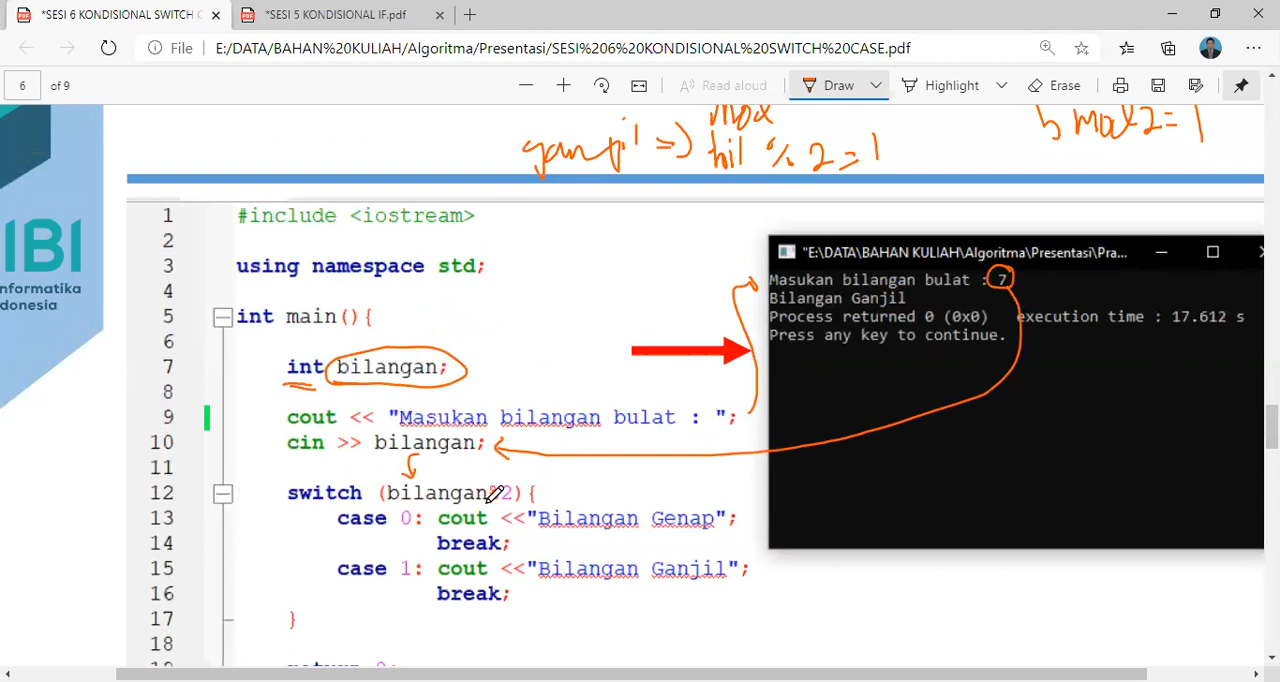 *SESI 6 KONDISIONAL SWITCH C
*SESI 5 KONDISIONAL IF.pdf
File
E:/DATA/BAHAN%20KULIAH/Algoritma/Presentasi/SESI%206%20KONDISIONAL%20SWITCH%20CASE.pdf
6 of 9
Read aloud
Draw
Highlight
Erase
mod
ganjil => bil % 2 = 1
5 mod 2 = 1
IBI
nformatika
donesia
1 #include <iostream>
2
3 using namespace std;
4
5 int main(){
6
7 int bilangan;
8
9 cout << "Masukan bilangan bulat : ";
10 cin >> bilangan;
11
12 switch (bilangan%2){
13 case 0: cout <<"Bilangan Genap";
14 break;
15 case 1: cout <<"Bilangan Ganjil";
16 break;
17 }
18
"E:\DATA\BAHAN KULIAH\Algoritma\Presentasi\Pra...
Masukan bilangan bulat : 7
Bilangan Ganjil
Process returned 0 (0x0) execution time : 17.612 s
Press any key to continue.